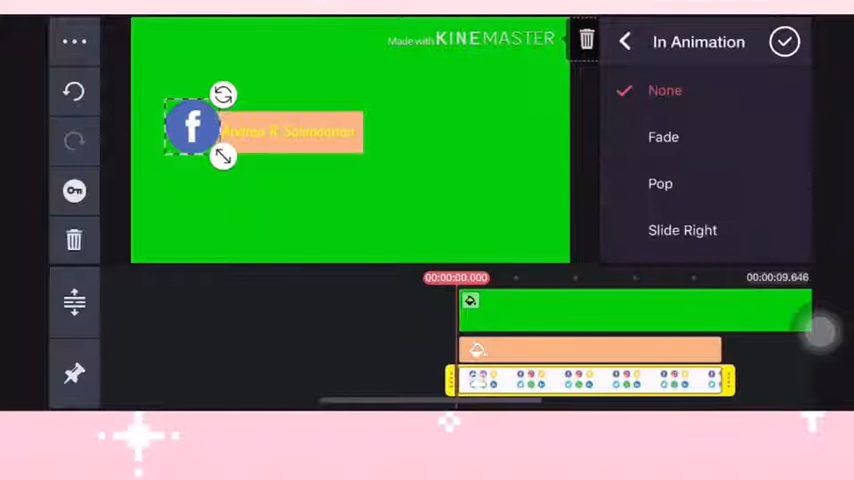 Made with KINEMASTER
In Animation
None
Fade
Pop
Slide Right
f
00:00:00.000
00:00:09.646